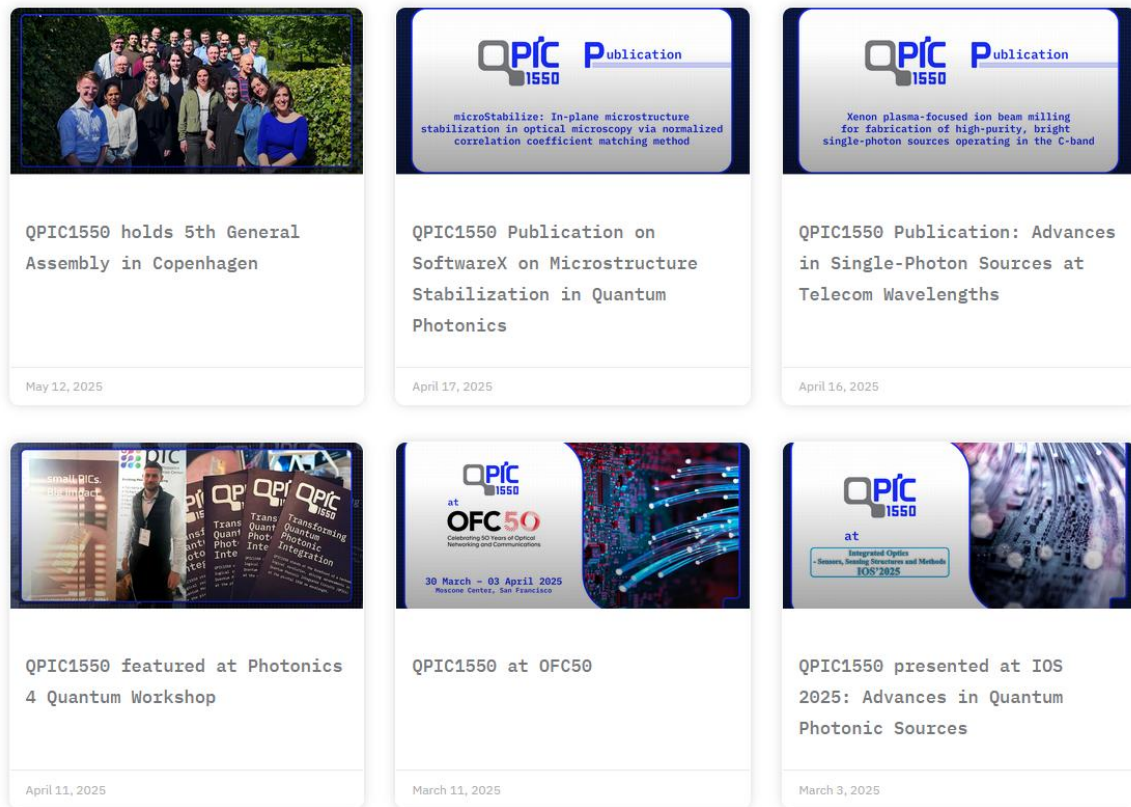 QPIC
1550
Publication
microStabilize: In-plane microstructure
stabilization in optical microscopy via normalized
correlation coefficient matching method
QPIC
1550
Publication
Xenon plasma-focused ion beam milling
for fabrication of high-purity, bright
single-photon sources operating in the C-band
QPIC1550 holds 5th General
Assembly in Copenhagen
May 12, 2025
QPIC1550 Publication on
SoftwareX on Microstructure
Stabilization in Quantum
Photonics
April 17, 2025
QPIC1550 Publication: Advances
in Single-Photon Sources at
Telecom Wavelengths
April 16, 2025
small PICs.
big impact.
QPIC
1550
Transforming
Quantum
Photonic
Integration
QPIC
1550
at
OFC50
Celebrating 50 Years of Optical
Networking and Communications
30 March – 03 April 2025
Moscone Center, San Francisco
QPIC
1550
at
Integrated Optics
- Sensors, Sensing Structures and Methods
IOS'2025
QPIC1550 featured at Photonics
4 Quantum Workshop
April 11, 2025
QPIC1550 at OFC50
March 11, 2025
QPIC1550 presented at IOS
2025: Advances in Quantum
Photonic Sources
March 3, 2025